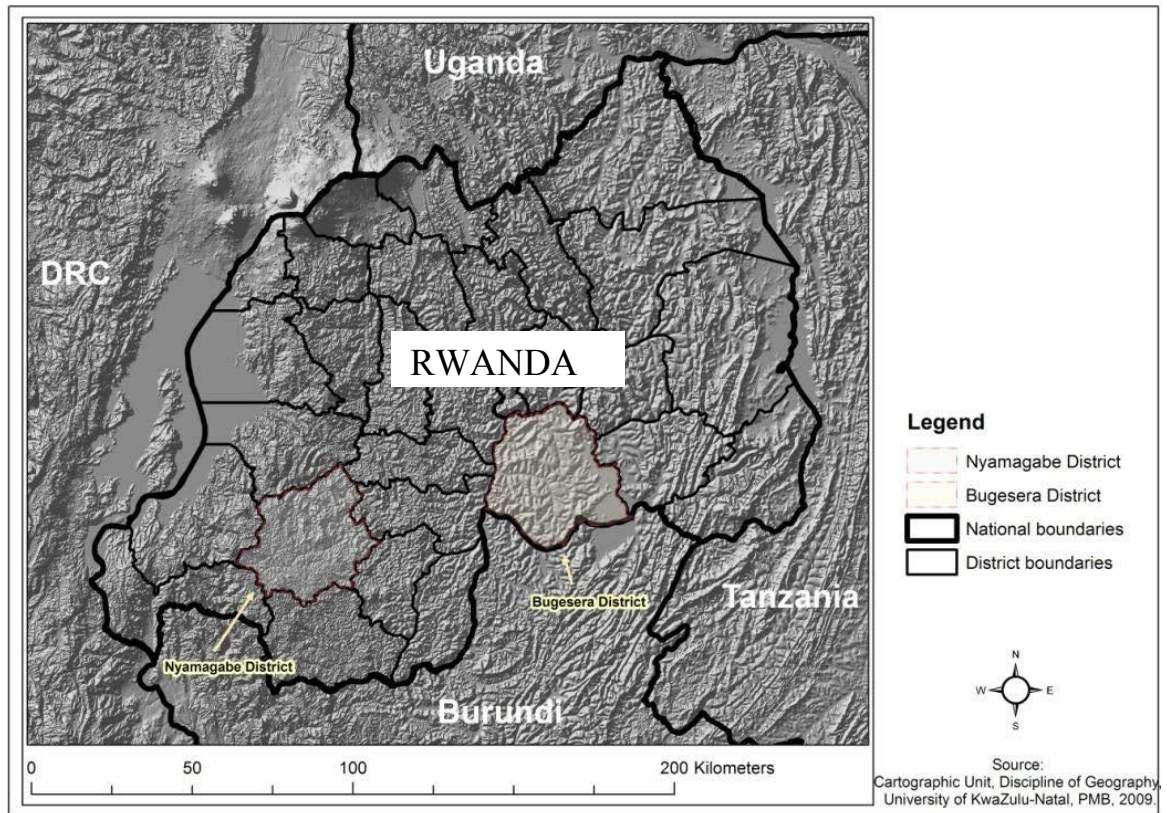 Uganda
DRC
RWANDA
Nyamagabe District
Bugesera District
Tanzania
Burundi
Legend
Nyamagabe District
Bugesera District
National boundaries
District boundaries
N
W E
S
0 50 100 200 Kilometers
Source:
Cartographic Unit, Discipline of Geography,
University of KwaZulu-Natal, PMB, 2009.